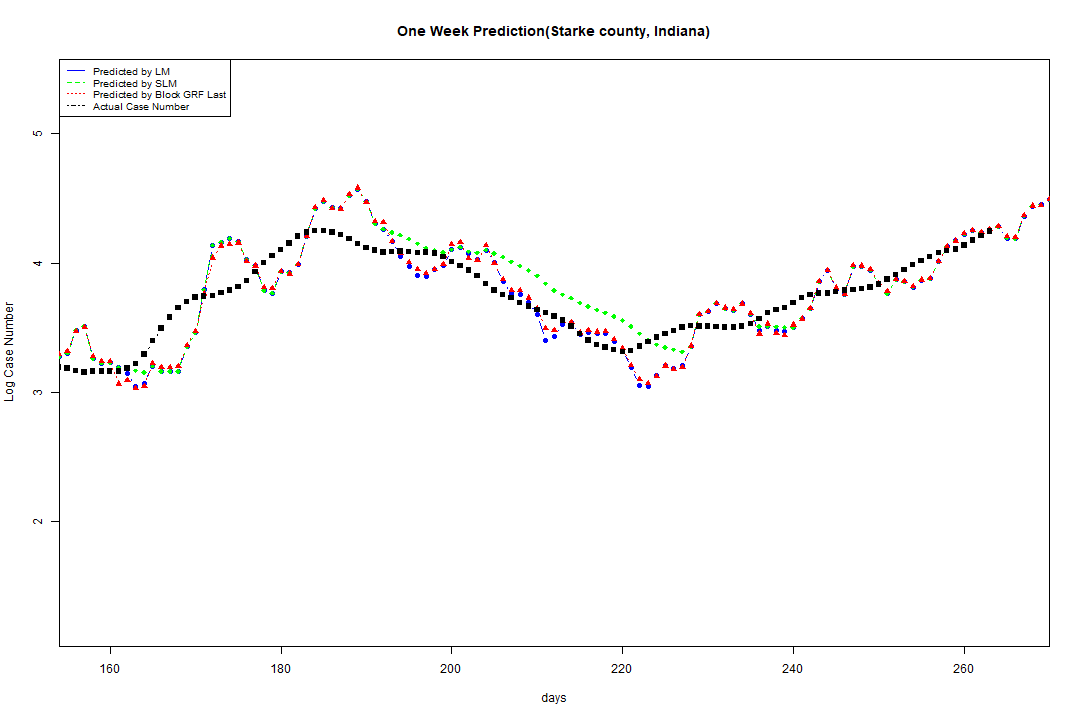 One Week Prediction(Starke county, Indiana)
Predicted by LM
Predicted by SLM
Predicted by Block GRF Last
Actual Case Number
5
4
3
2
Log Case Number
160 180 200 220 240 260
days